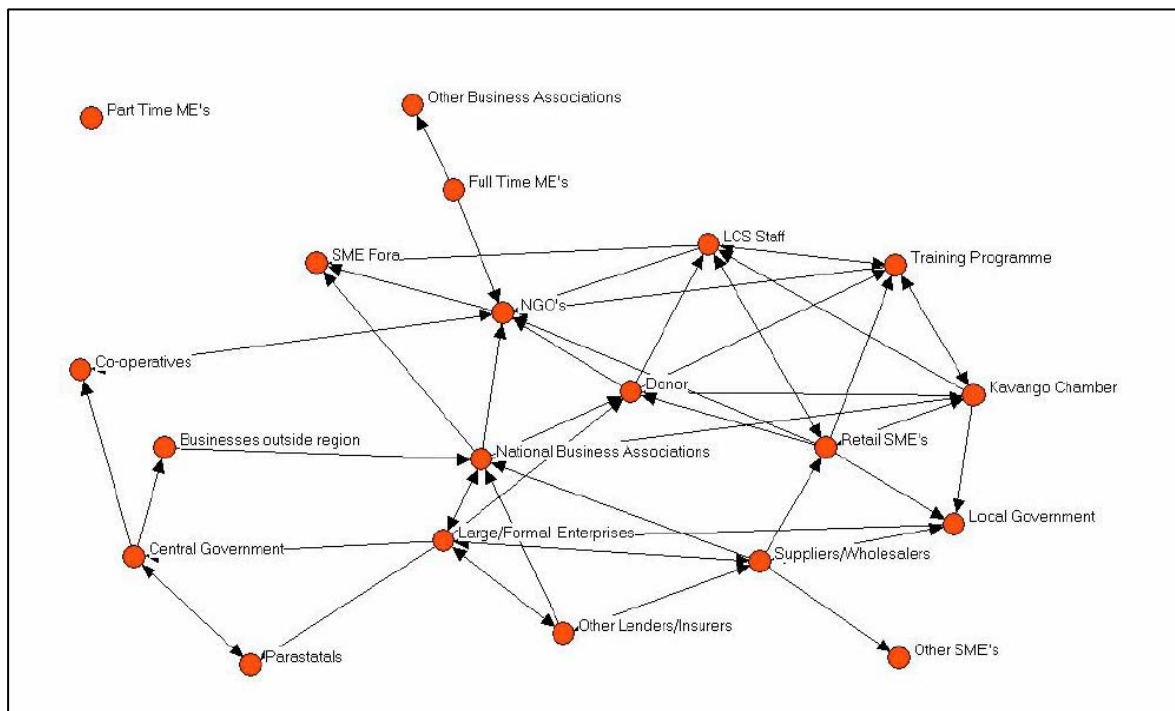 Other Business Associations
Part Time ME's
Full Time ME's
LCS Staff
SME Fora
Training Programme
NGO's
Co-operatives
Donor
Kavango Chamber
Businesses outside region
Retail SME's
National Business Associations
Local Government
Large/Formal Enterprises
Central Government
Suppliers/Wholesalers
Other Lenders/Insurers
Parastatals
Other SME's